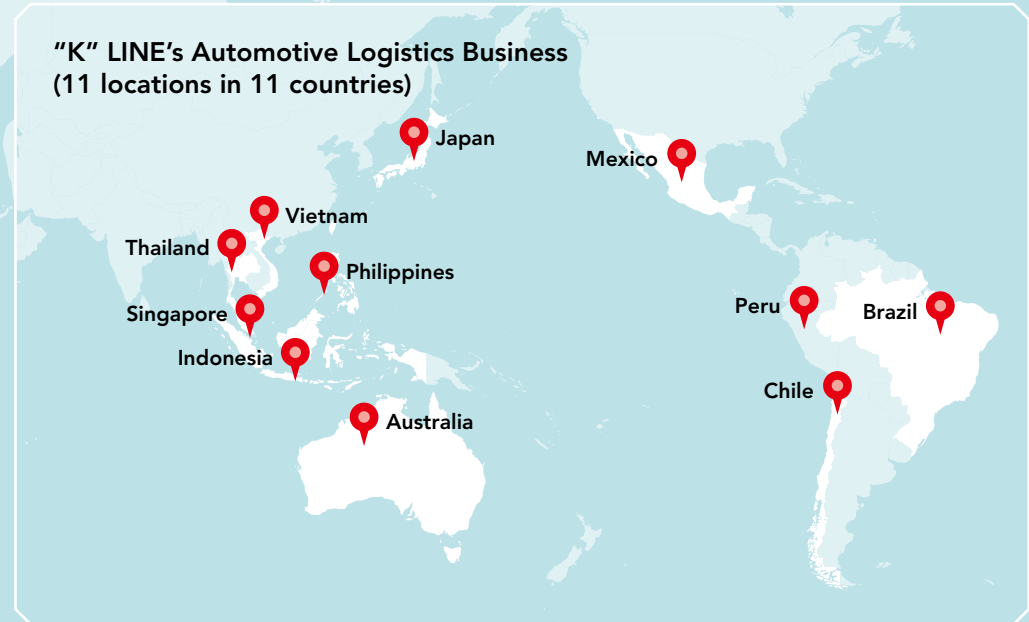 “K” LINE’s Automotive Logistics Business
(11 locations in 11 countries)
Japan
Mexico
Vietnam
Thailand
Philippines
Singapore
Peru
Brazil
Indonesia
Chile
Australia